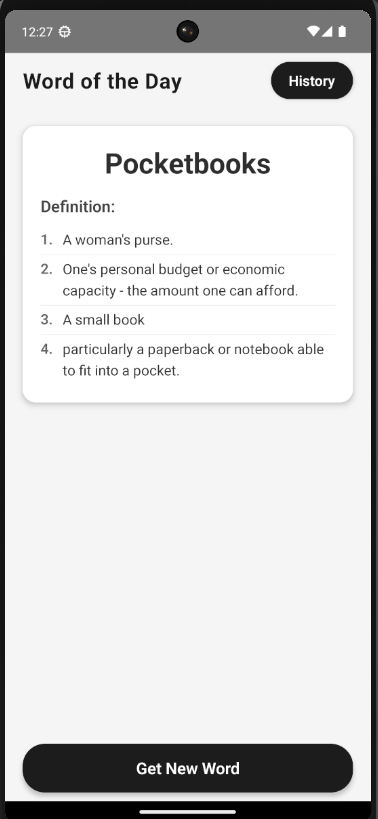 12:27
Word of the Day
History
Pocketbooks
Definition:
1. A woman's purse.
2. One's personal budget or economic
capacity - the amount one can afford.
3. A small book
4. particularly a paperback or notebook able
to fit into a pocket.
Get New Word